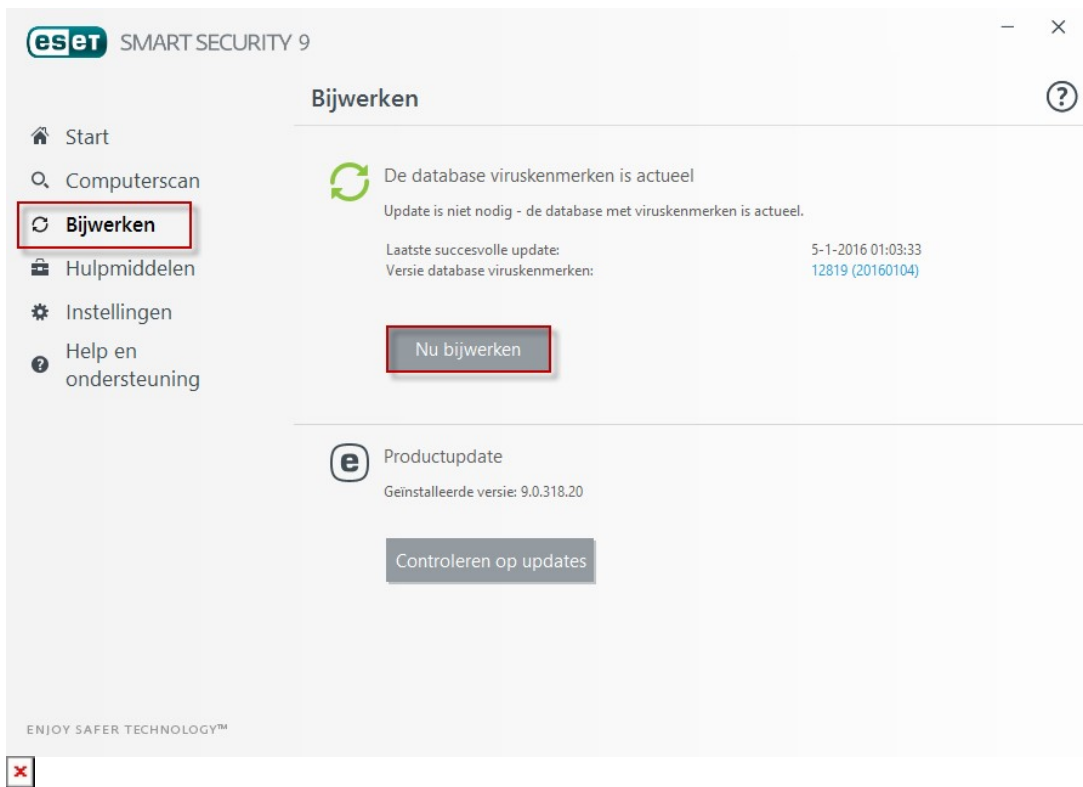 eset SMART SECURITY 9
Bijwerken
Start
Computerscan
Bijwerken
Hulpmiddelen
Instellingen
Help en
ondersteuning
De database viruskenmerken is actueel
Update is niet nodig - de database met viruskenmerken is actueel.
Laatste succesvolle update: 5-1-2016 01:03:33
Versie database viruskenmerken: 12819 (20160104)
Nu bijwerken
Productupdate
Geïnstalleerde versie: 9.0.318.20
Controleren op updates
ENJOY SAFER TECHNOLOGY™